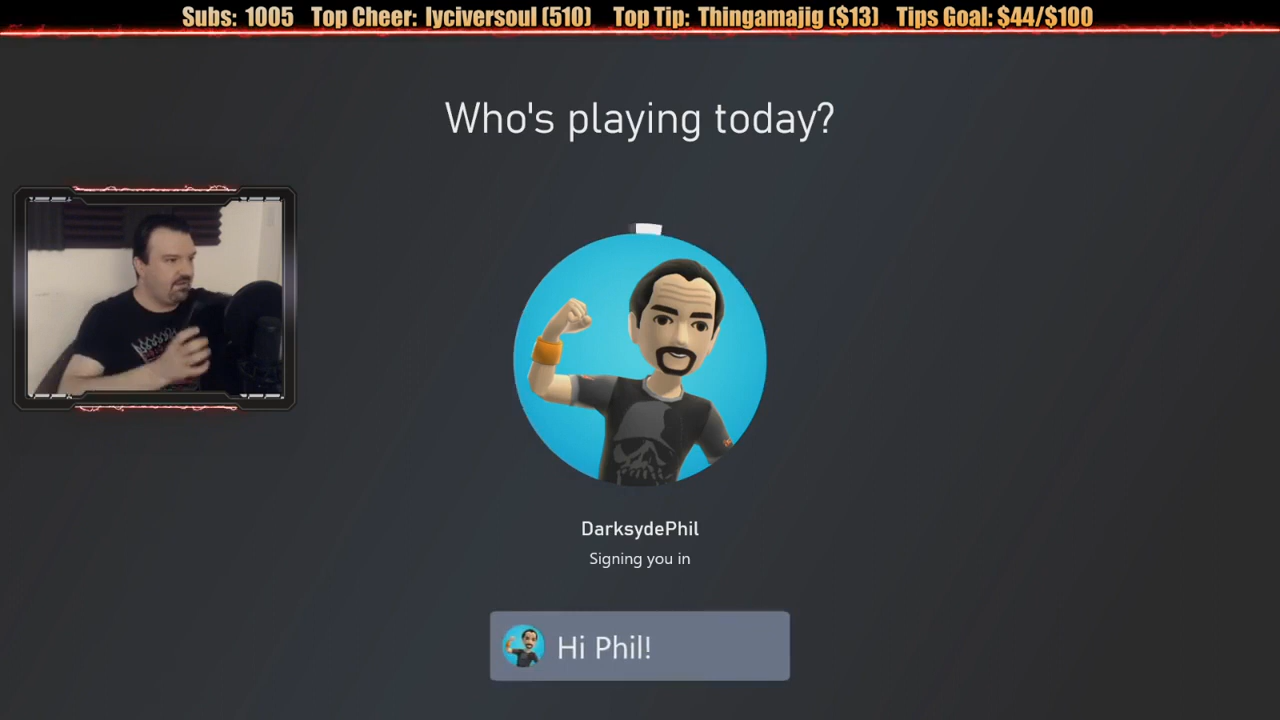 Subs: 1005 Top Cheer: lyciversoul (510) Top Tip: Thingamajig ($13) Tips Goal: $44/$100
Who's playing today?
DarksydePhil
Signing you in
Hi Phil!